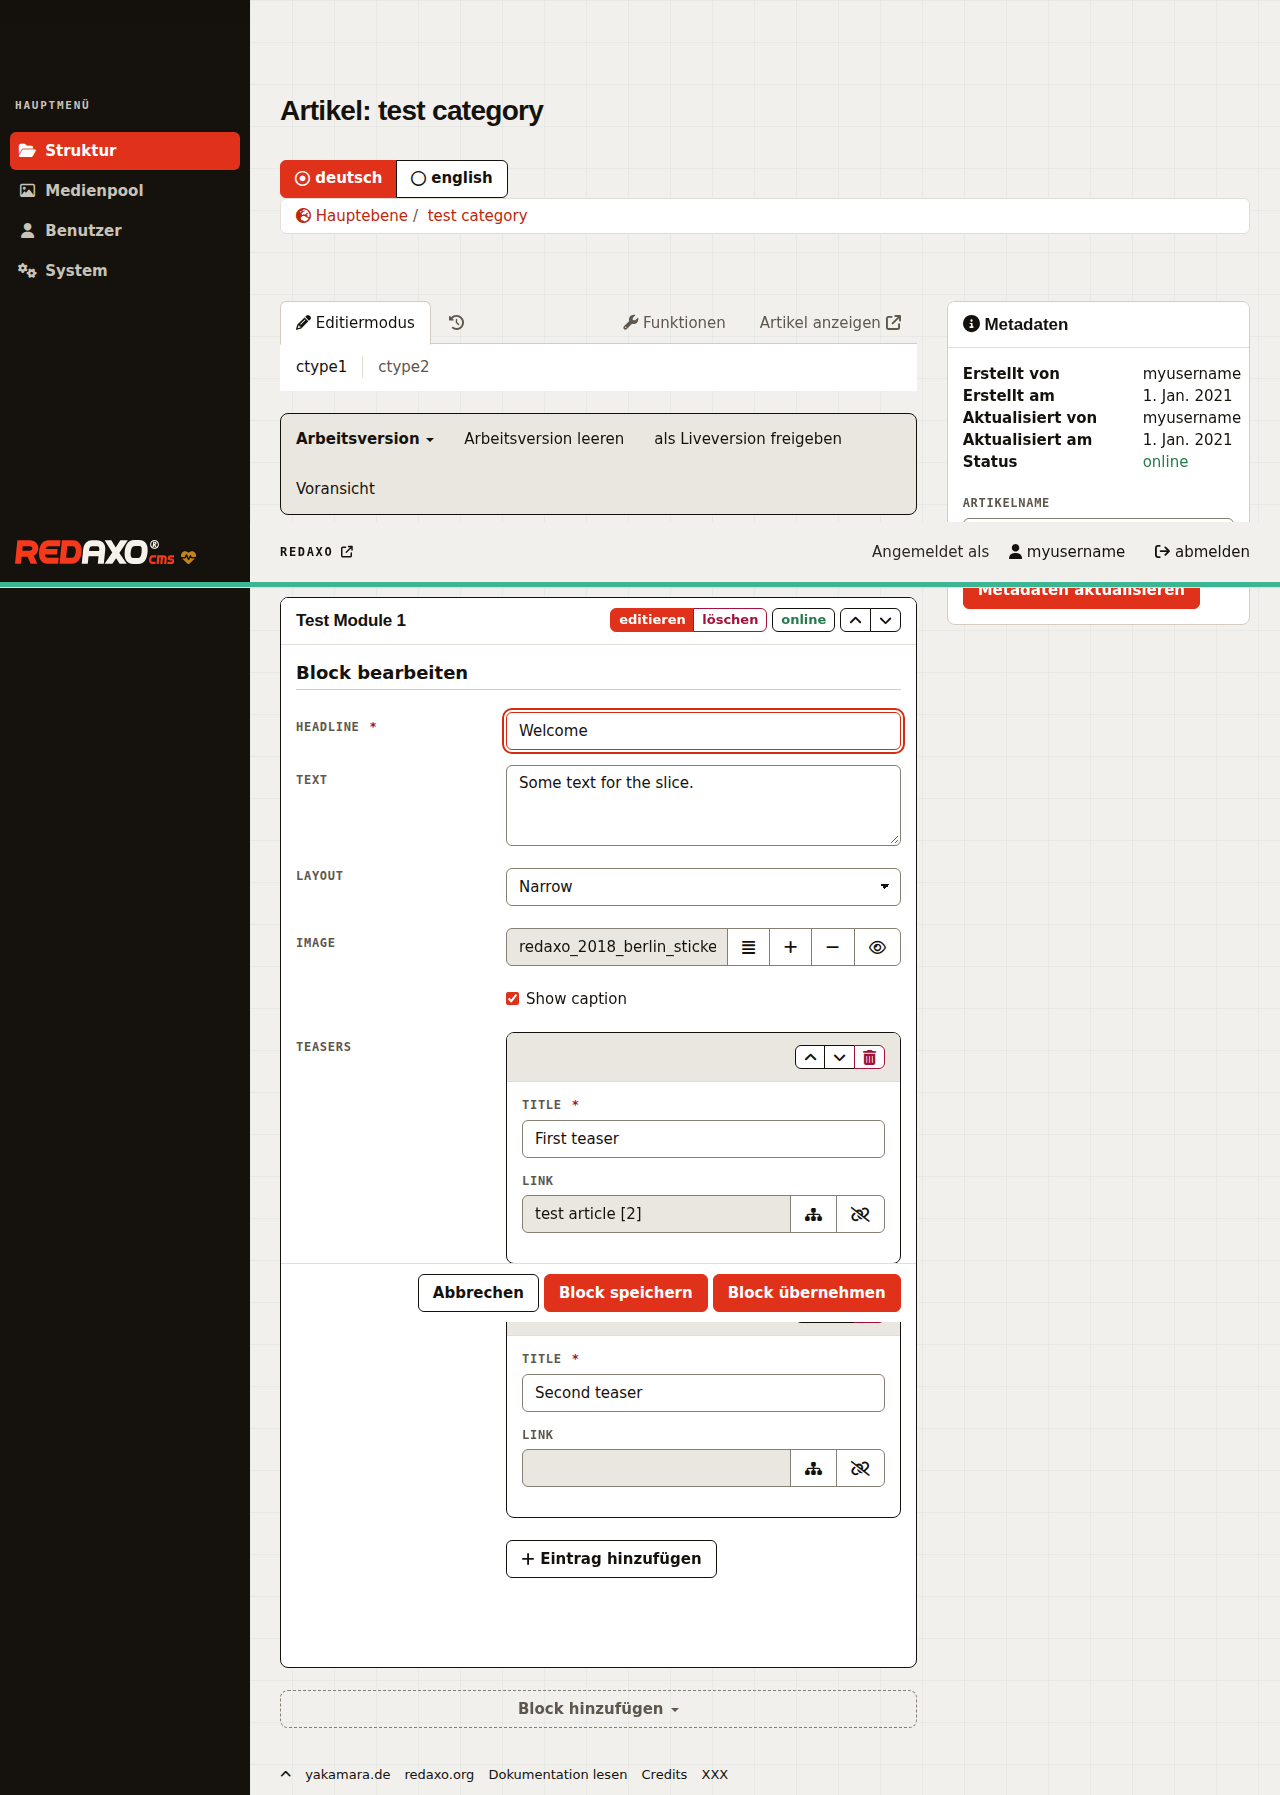 HAUPTMENÜ
Struktur
Medienpool
Benutzer
System
Artikel: test category
deutsch english
Hauptebene / test category
Editiermodus Funktionen Artikel anzeigen
ctype1 ctype2
Arbeitsversion Arbeitsversion leeren als Liveversion freigeben
Voransicht
Metadaten
Erstellt von myusername
Erstellt am 1. Jan. 2021
Aktualisiert von myusername
Aktualisiert am 1. Jan. 2021
Status online
ARTIKELNAME
REDAXO® cms
REDAXO Angemeldet als myusername abmelden
Metadaten aktualisieren
Test Module 1 editieren löschen online
Block bearbeiten
HEADLINE * Welcome
TEXT Some text for the slice.
LAYOUT Narrow
IMAGE redaxo_2018_berlin_sticke
Show caption
TEASERS
TITLE *
First teaser
LINK
test article [2]
Abbrechen Block speichern Block übernehmen
TITLE *
Second teaser
LINK
Eintrag hinzufügen
Block hinzufügen
yakamara.de redaxo.org Dokumentation lesen Credits XXX